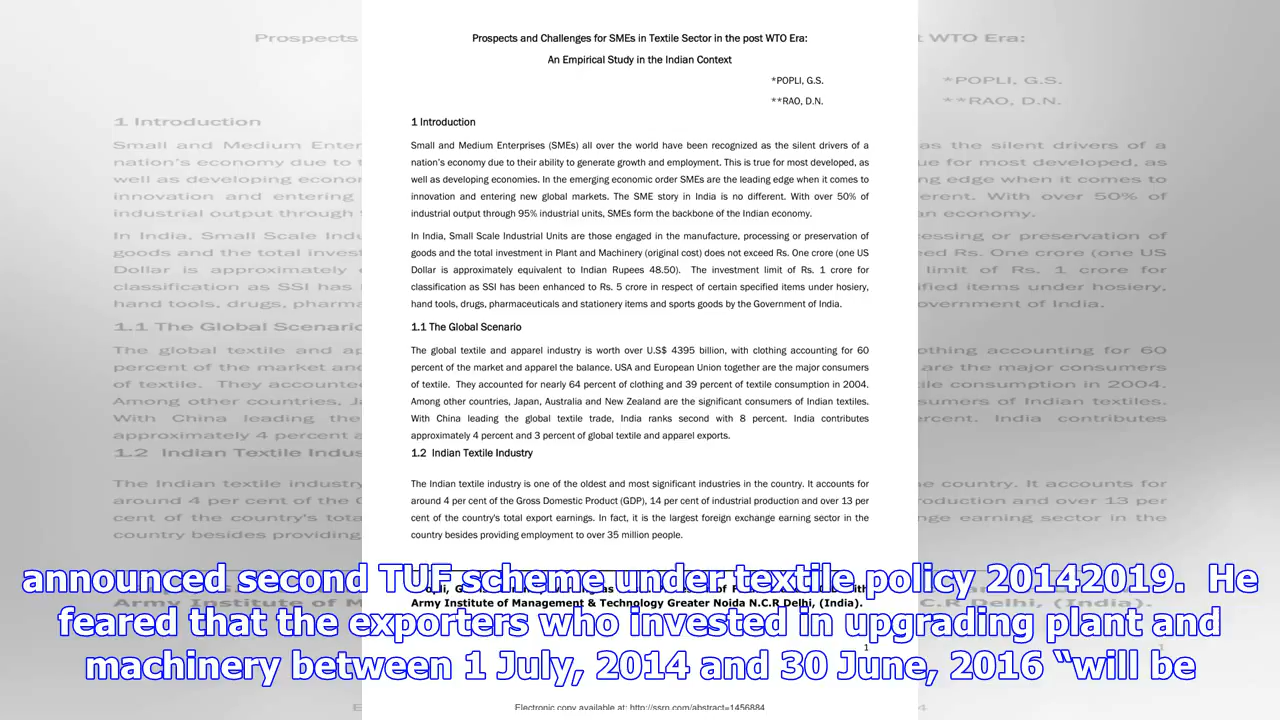 Prospects and Challenges for SMEs in Textile Sector in the post WTO Era:
An Empirical Study in the Indian Context
*POPLI, G.S.
**RAO, D.N.
1 Introduction
Small and Medium Enterprises (SMEs) all over the world have been recognized as the silent drivers of a
nation's economy due to their ability to generate growth and employment. This is true for most developed, as
well as developing economies. In the emerging economic order SMEs are the leading edge when it comes to
innovation and entering new global markets. The SME story in India is no different. With over 50% of
industrial output through 95% industrial units, SMEs form the backbone of the Indian economy.
In India, Small Scale Industrial Units are those engaged in the manufacture, processing or preservation of
goods and the total investment in Plant and Machinery (original cost) does not exceed Rs. One crore (one US
Dollar is approximately equivalent to Indian Rupees 48.50). The investment limit of Rs. 1 crore for
classification as SSI has been enhanced to Rs. 5 crore in respect of certain specified items under hosiery,
hand tools, drugs, pharmaceuticals and stationery items and sports goods by the Government of India.
1.1 The Global Scenario
The global textile and apparel industry is worth over U.S$ 4395 billion, with clothing accounting for 60
percent of the market and apparel the balance. USA and European Union together are the major consumers
of textile. They accounted for nearly 64 percent of clothing and 39 percent of textile consumption in 2004.
Among other countries, Japan, Australia and New Zealand are the significant consumers of Indian textiles.
With China leading the global textile trade, India ranks second with 8 percent. India contributes
approximately 4 percent and 3 percent of global textile and apparel exports.
1.2 Indian Textile Industry
The Indian textile industry is one of the oldest and most significant industries in the country. It accounts for
around 4 per cent of the Gross Domestic Product (GDP), 14 per cent of industrial production and over 13 per
cent of the country's total export earnings. In fact, it is the largest foreign exchange earning sector in the
country besides providing employment to over 35 million people.
announced second TUF scheme under textile policy 20142019. He
Army Institute of Management & Technology Greater Noida N.C.R Delhi, (India).
feared that the exporters who invested in upgrading plant and
1
machinery between 1 July, 2014 and 30 June, 2016 “will be
Electronic copy available at: http://ssrn.com/abstract=1456884